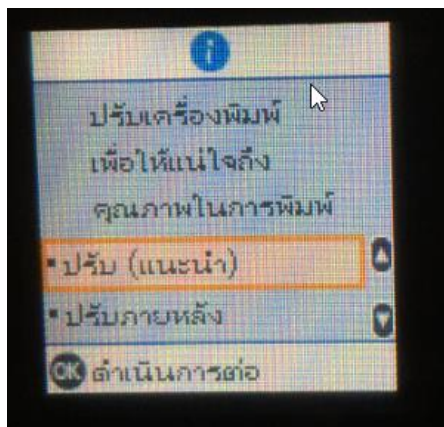 i
ปรับเครื่องพิมพ์
เพื่อให้แน่ใจถึง
คุณภาพในการพิมพ์
▪ปรับ (แนะนำ)
▪ปรับภายหลัง
OK ดำเนินการต่อ